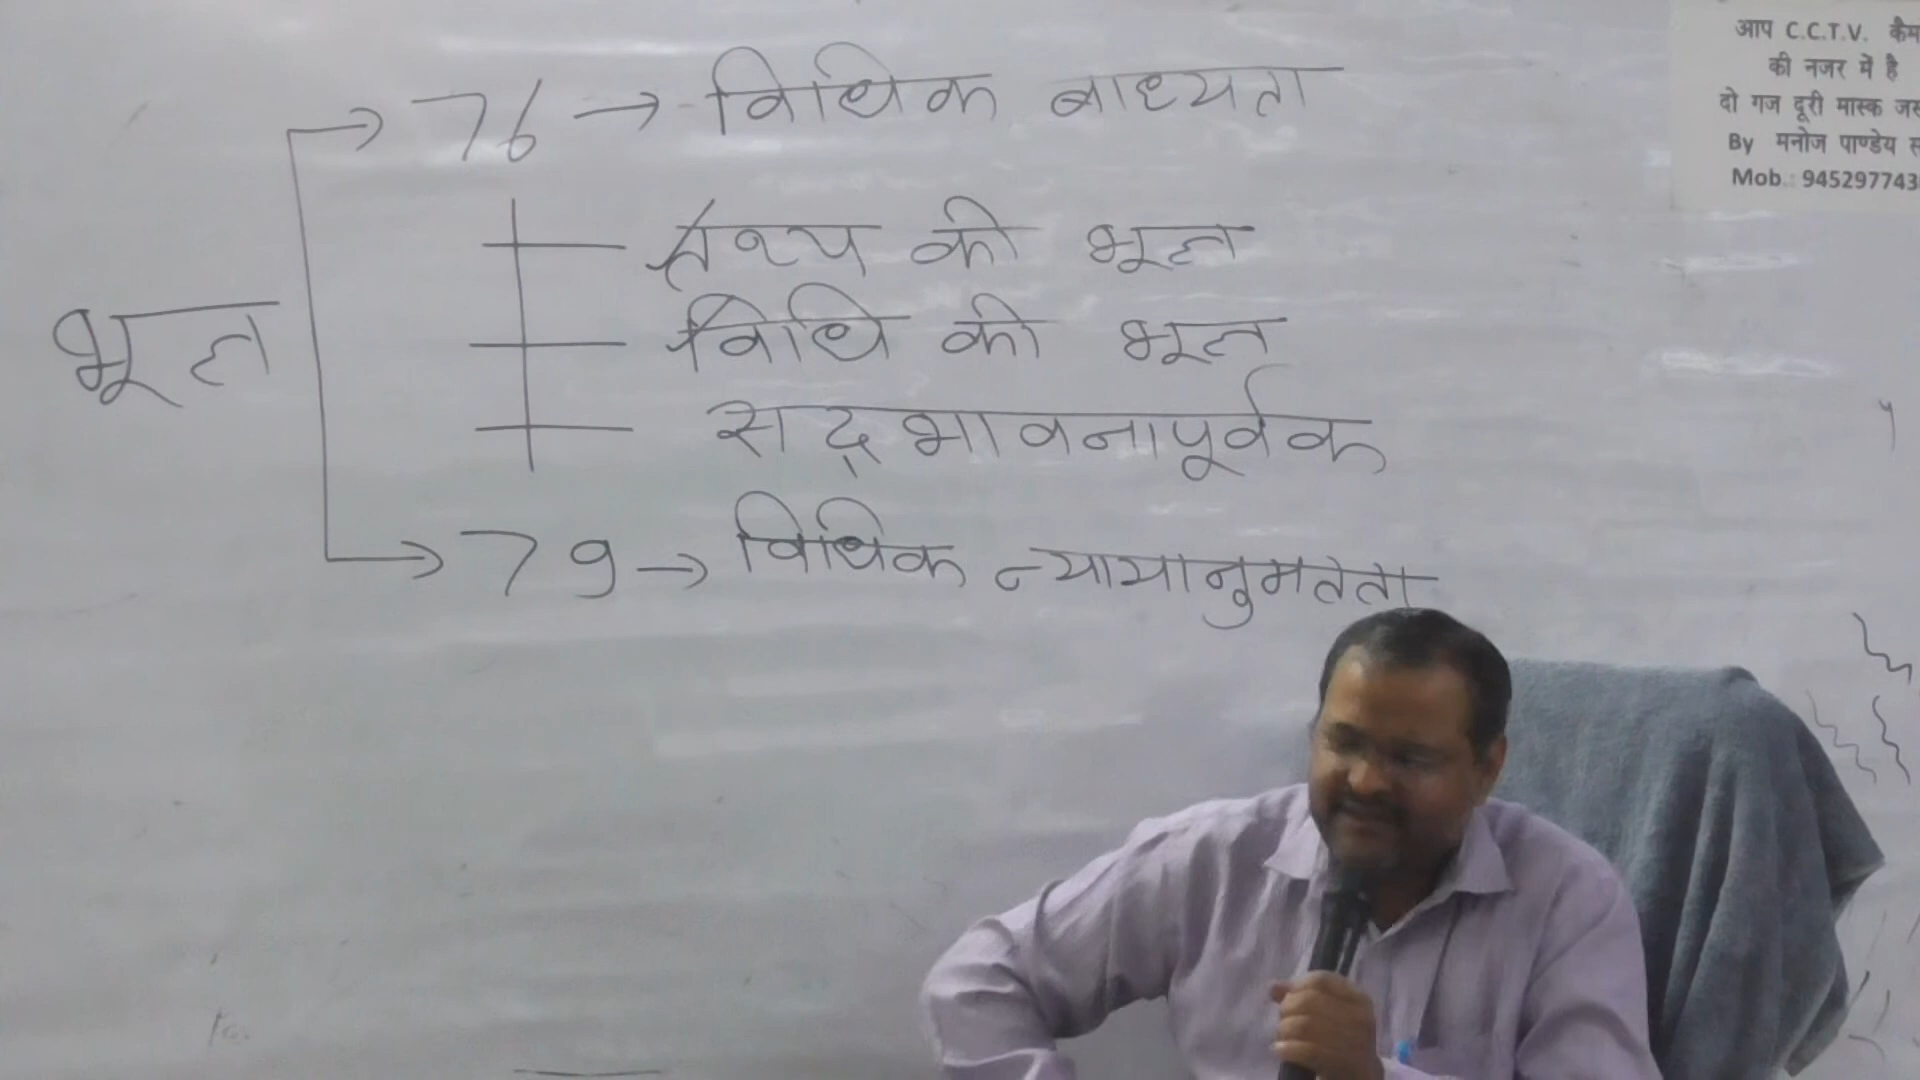 76 → विधिक बाध्यता
तथ्य की भूल
विधि की भूल
भूल
सद्भावनापूर्वक
79 → विधिक न्यायानुमतता
आप C.C.T.V. कैम
की नजर में है
दो गज दूरी मास्क जरू
By मनोज पाण्डेय स
Mob.: 945297743